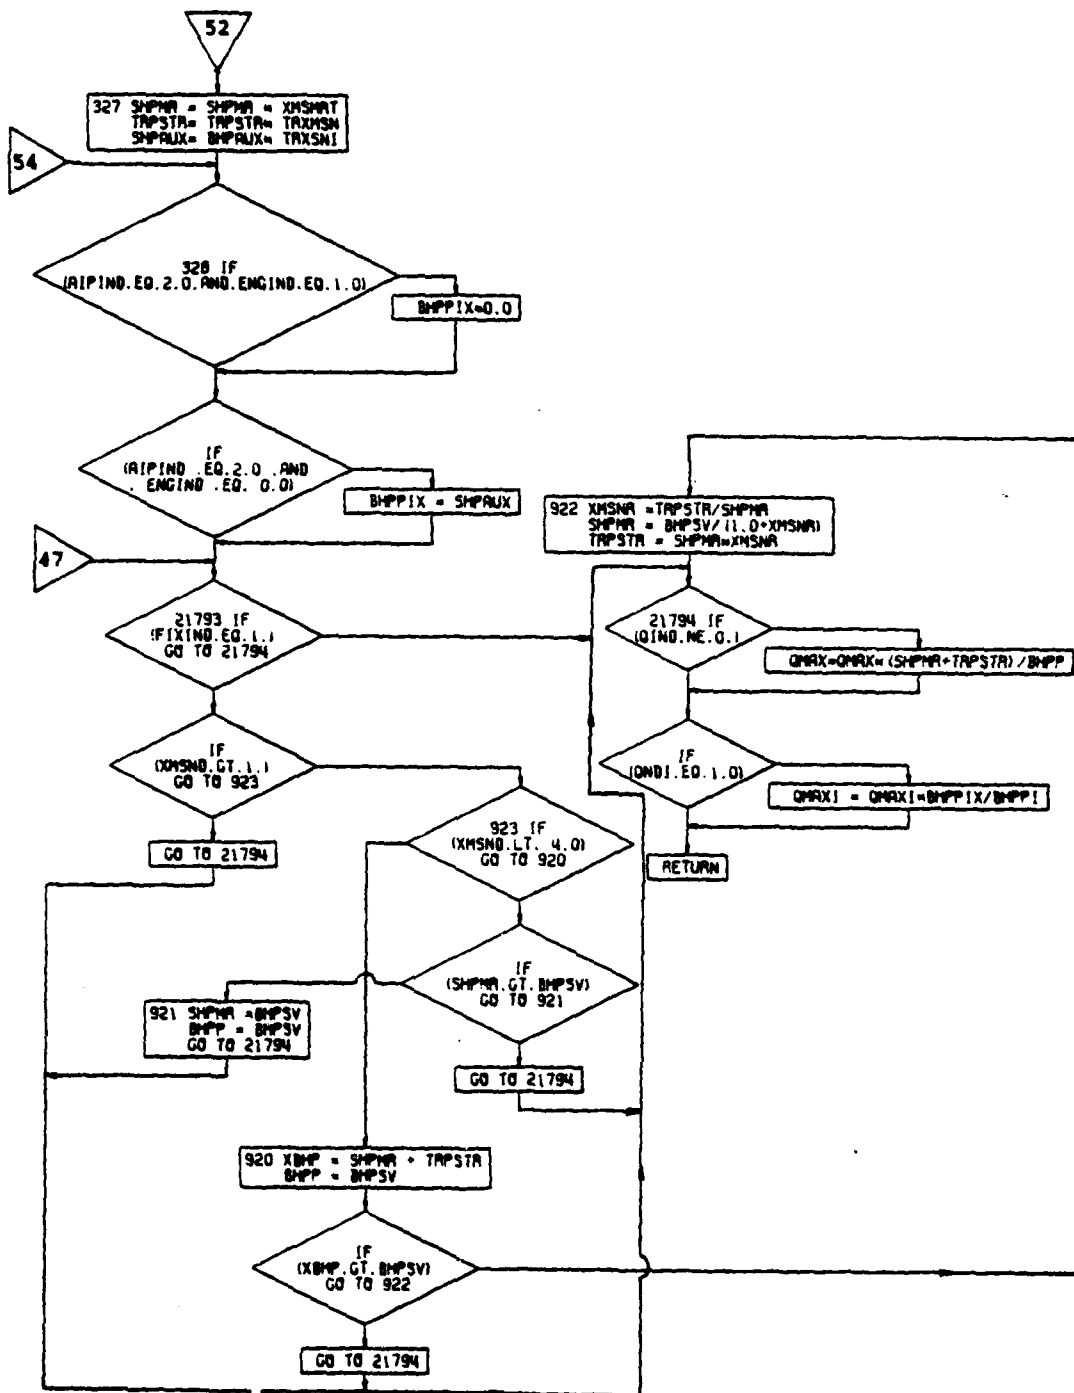 52
327 SHPMR = SHPMR * XMSMRT
TRPSTR= TRPSTR* TRXMSN
SHPAUX= BHPAUX* TRXSNI
54
328 IF
(AIPIND.EQ.2.0.AND.ENGIND.EQ.1.0)
BHPPIX=0.0
IF
(AIPIND .EQ.2.0 .AND
. ENGIND .EQ. 0.0)
BHPPIX = SHPAUX
47
21793 IF
(FIXIND.EQ.1.)
GO TO 21794
IF
(XMSND.GT.1.)
GO TO 923
GO TO 21794
923 IF
(XMSND.LT. 4.0)
GO TO 920
IF
(SHPMR.GT.BHPSV)
GO TO 921
921 SHPMR =BHPSV
BHPP = BHPSV
GO TO 21794
GO TO 21794
920 XBHP = SHPMR + TRPSTR
BHPP = BHPSV
IF
(XBHP.GT.BHPSV)
GO TO 922
GO TO 21794
922 XMSNR =TRPSTR/SHPMR
SHPMR = BHPSV/(1.0+XMSNR)
TRPSTR = SHPMR*XMSNR
21794 IF
(QIND.NE.0.)
QMAX=QMAX*(SHPMR+TRPSTR)/BHPP
IF
(QNDI.EQ.1.0)
QMAXI = QMAXI*BHPPIX/BHPPI
RETURN